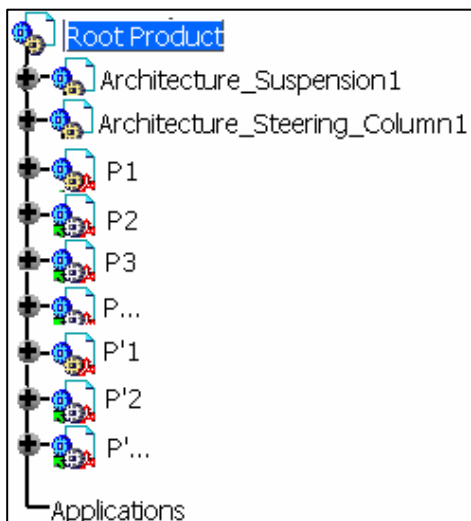 Root Product
Architecture_Suspension1
Architecture_Steering_Column1
P1
P2
P3
P...
P'1
P'2
P'...
Applications